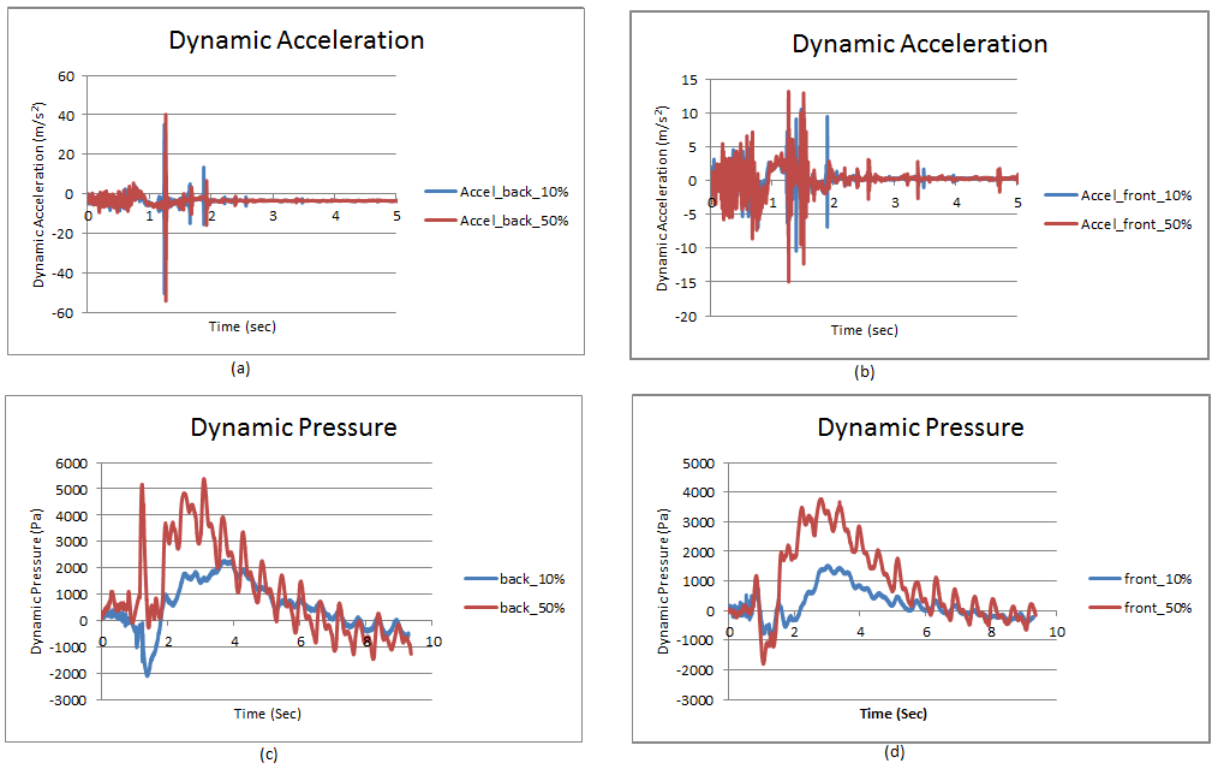 Dynamic Acceleration
Dynamic Acceleration (m/s²)
60
40
20
0
-20
-40
-60
0 1 2 3 4 5
Time (sec)
Accel_back_10%
Accel_back_50%
(a)
Dynamic Acceleration
Dynamic Acceleration (m/s²)
15
10
5
0
-5
-10
-15
-20
0 1 2 3 4 5
Time (sec)
Accel_front_10%
Accel_front_50%
(b)
Dynamic Pressure
Dynamic Pressure (Pa)
6000
5000
4000
3000
2000
1000
0
-1000
-2000
-3000
0 2 4 6 8 10
Time (Sec)
back_10%
back_50%
(c)
Dynamic Pressure
Dynamic Pressure (Pa)
5000
4000
3000
2000
1000
0
-1000
-2000
-3000
0 2 4 6 8 10
Time (Sec)
front_10%
front_50%
(d)